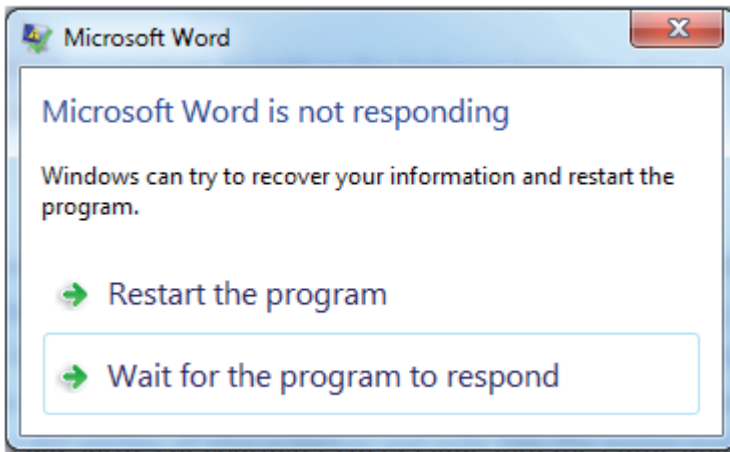 Microsoft Word
Microsoft Word is not responding
Windows can try to recover your information and restart the
program.
Restart the program
Wait for the program to respond